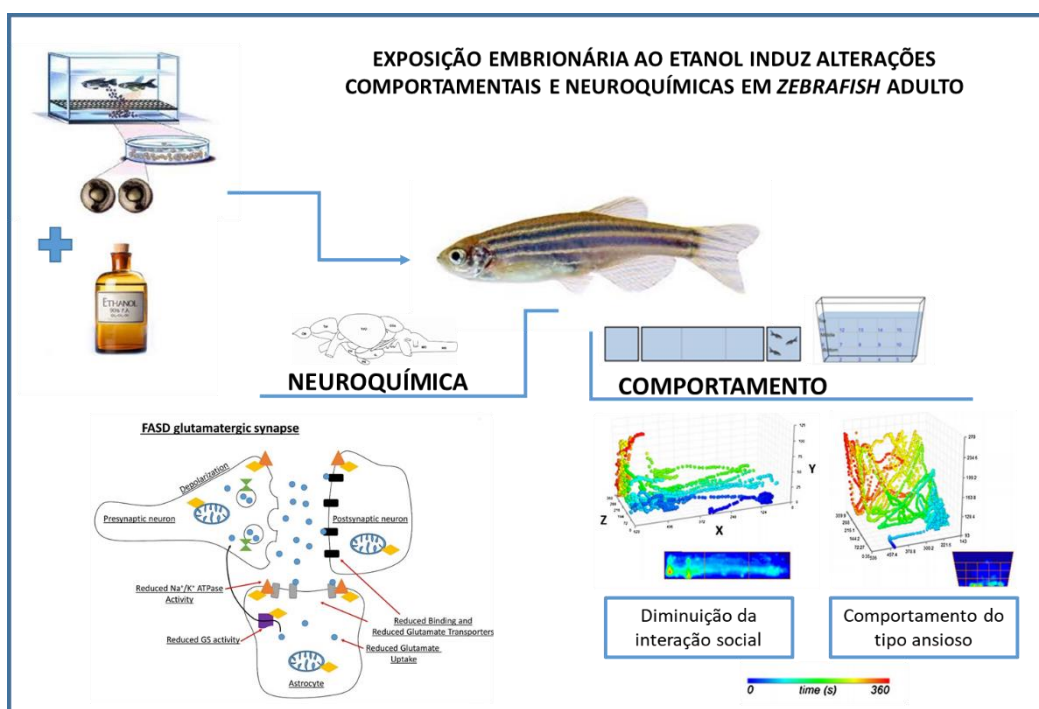 EXPOSIÇÃO EMBRIONÁRIA AO ETANOL INDUZ ALTERAÇÕES
COMPORTAMENTAIS E NEUROQUÍMICAS EM ZEBRAFISH ADULTO
ETHANOL
NEUROQUÍMICA
COMPORTAMENTO
FASD glutamatergic synapse
Depolarization
Presynaptic neuron
Postsynaptic neuron
Reduced Na⁺/K⁺ ATPase
Activity
Reduced GS activity
Reduced Binding and
Reduced Glutamate Transporters
Reduced Glutamate
Uptake
Astrocyte
Y
Z
X
Diminuição da
interação social
Comportamento do
tipo ansioso
0 time (s) 360